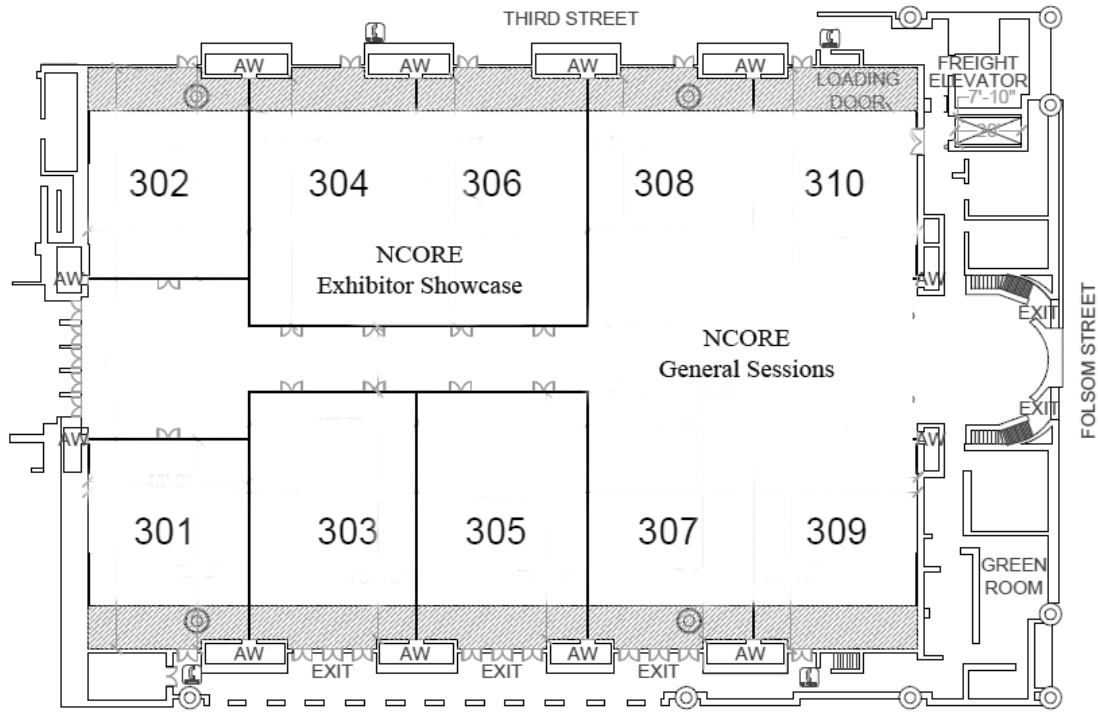 THIRD STREET
AW
AW
AW
AW
LOADING
DOOR
FREIGHT
ELEVATOR
7'-10"
20'
302
304
306
308
310
NCORE
Exhibitor Showcase
AW
AW
EXIT
NCORE
General Sessions
FOLSOM STREET
EXIT
AW
AW
301
303
305
307
309
GREEN
ROOM
AW
AW
AW
AW
EXIT
EXIT
EXIT